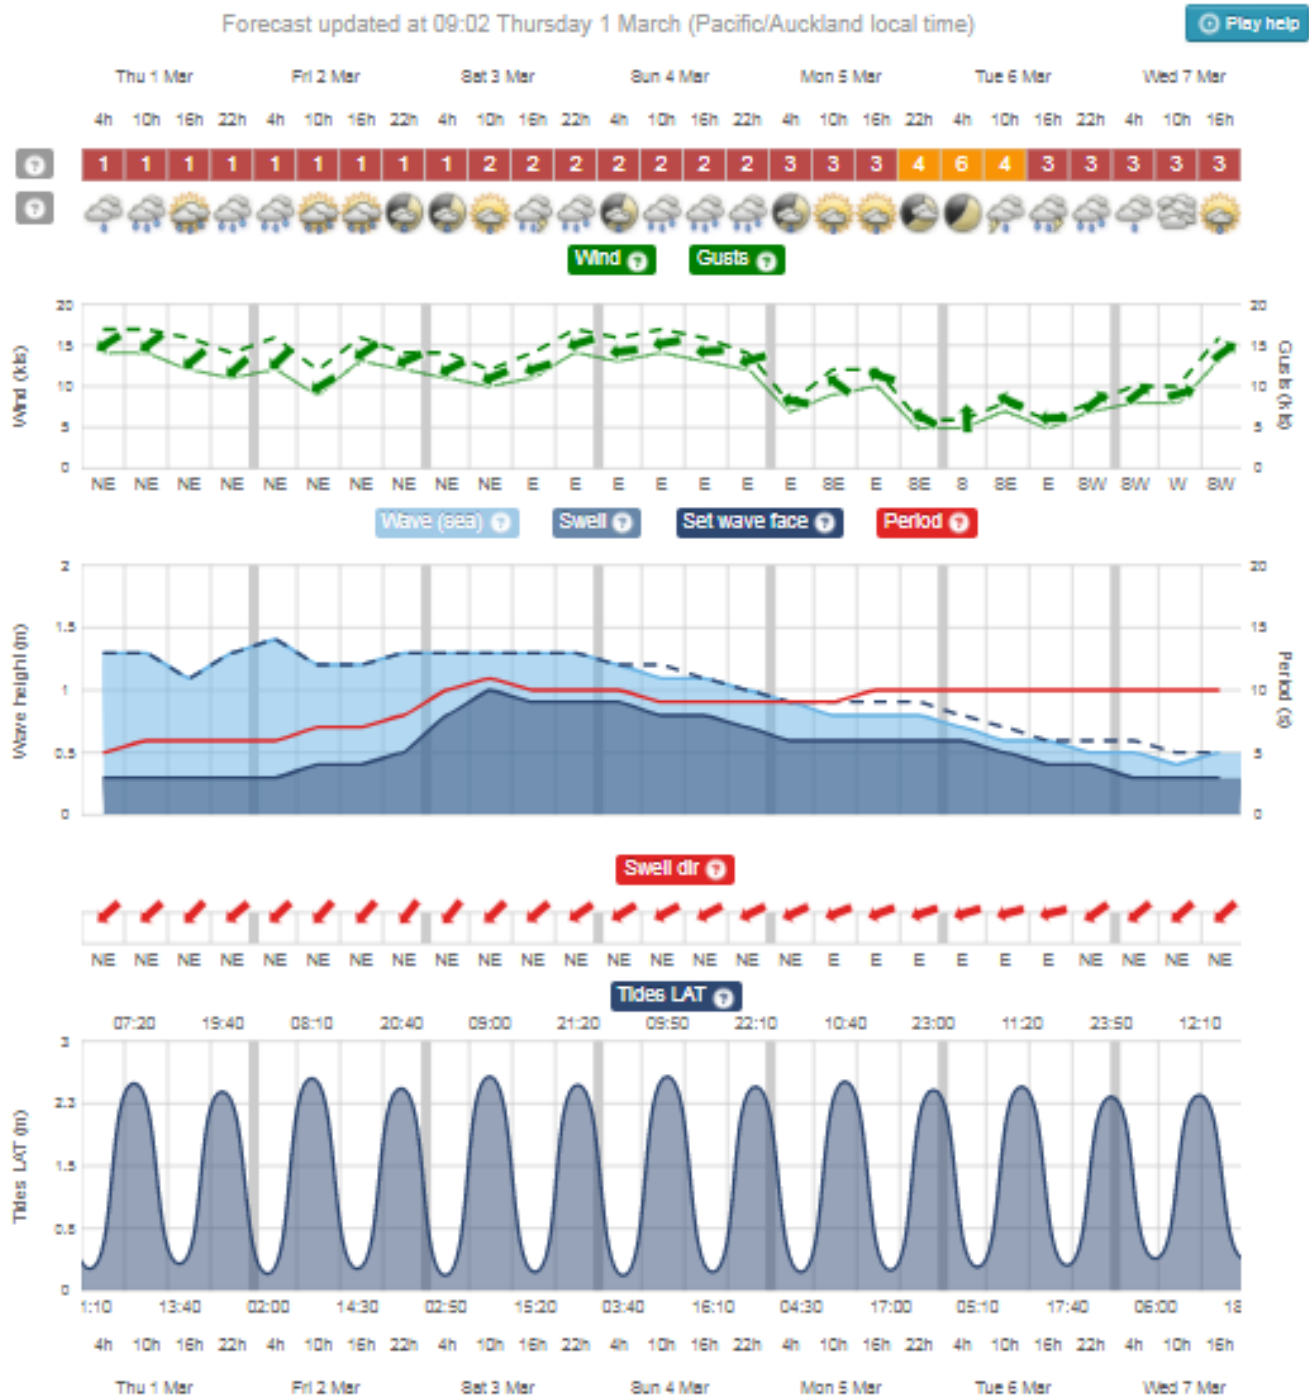 Forecast updated at 09:02 Thursday 1 March (Pacific/Auckland local time)
Play help
Thu 1 Mar Fri 2 Mar Sat 3 Mar Sun 4 Mar Mon 5 Mar Tue 6 Mar Wed 7 Mar
4h 10h 16h 22h 4h 10h 16h 22h 4h 10h 16h 22h 4h 10h 16h 22h 4h 10h 16h 22h 4h 10h 16h 22h 4h 10h 16h
? 1 1 1 1 1 1 1 1 1 2 2 2 2 2 2 2 3 3 3 4 6 4 3 3 3 3 3
?
Wind ? Gusts ?
20 20
15 15
10 10
5 5
0 0
Wind (kts)
Gusts (kts)
NE NE NE NE NE NE NE NE NE NE E E E E E E E SE E SE S SE E SW SW W SW
Wave (sea) ? Swell ? Set wave face ? Period ?
2 20
1.5 15
1 10
0.5 5
0 0
Wave height (m)
Period (s)
Swell dir ?
NE NE NE NE NE NE NE NE NE NE NE NE NE NE NE NE NE E E E E E E NE NE NE NE
Tides LAT ?
07:20 19:40 08:10 20:40 09:00 21:20 09:50 22:10 10:40 23:00 11:20 23:50 12:10
3
2.3
1.5
0.8
0
Tides LAT (m)
1:10 13:40 02:00 14:30 02:50 15:20 03:40 16:10 04:30 17:00 05:10 17:40 06:00 18
4h 10h 16h 22h 4h 10h 16h 22h 4h 10h 16h 22h 4h 10h 16h 22h 4h 10h 16h 22h 4h 10h 16h 22h 4h 10h 16h
Thu 1 Mar Fri 2 Mar Sat 3 Mar Sun 4 Mar Mon 5 Mar Tue 6 Mar Wed 7 Mar